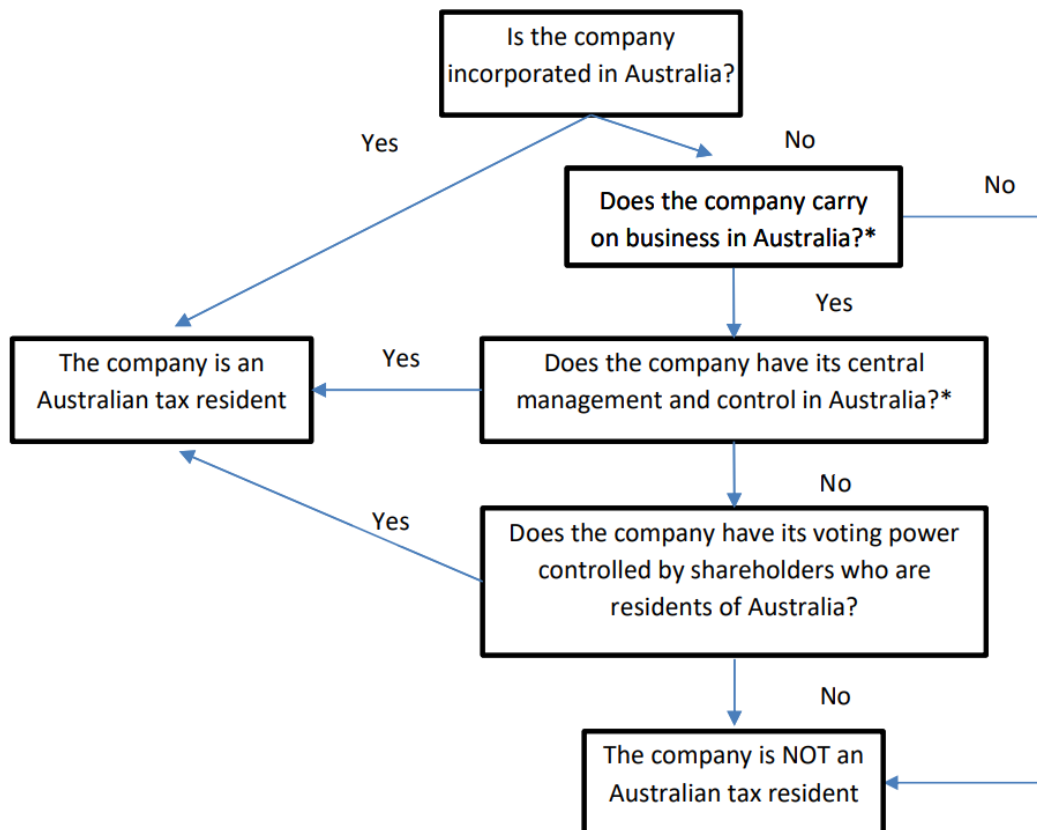 Is the company
incorporated in Australia?
Yes
No
Does the company carry
on business in Australia?*
No
Yes
The company is an
Australian tax resident
Yes
Does the company have its central
management and control in Australia?*
No
Yes
Does the company have its voting power
controlled by shareholders who are
residents of Australia?
No
The company is NOT an
Australian tax resident